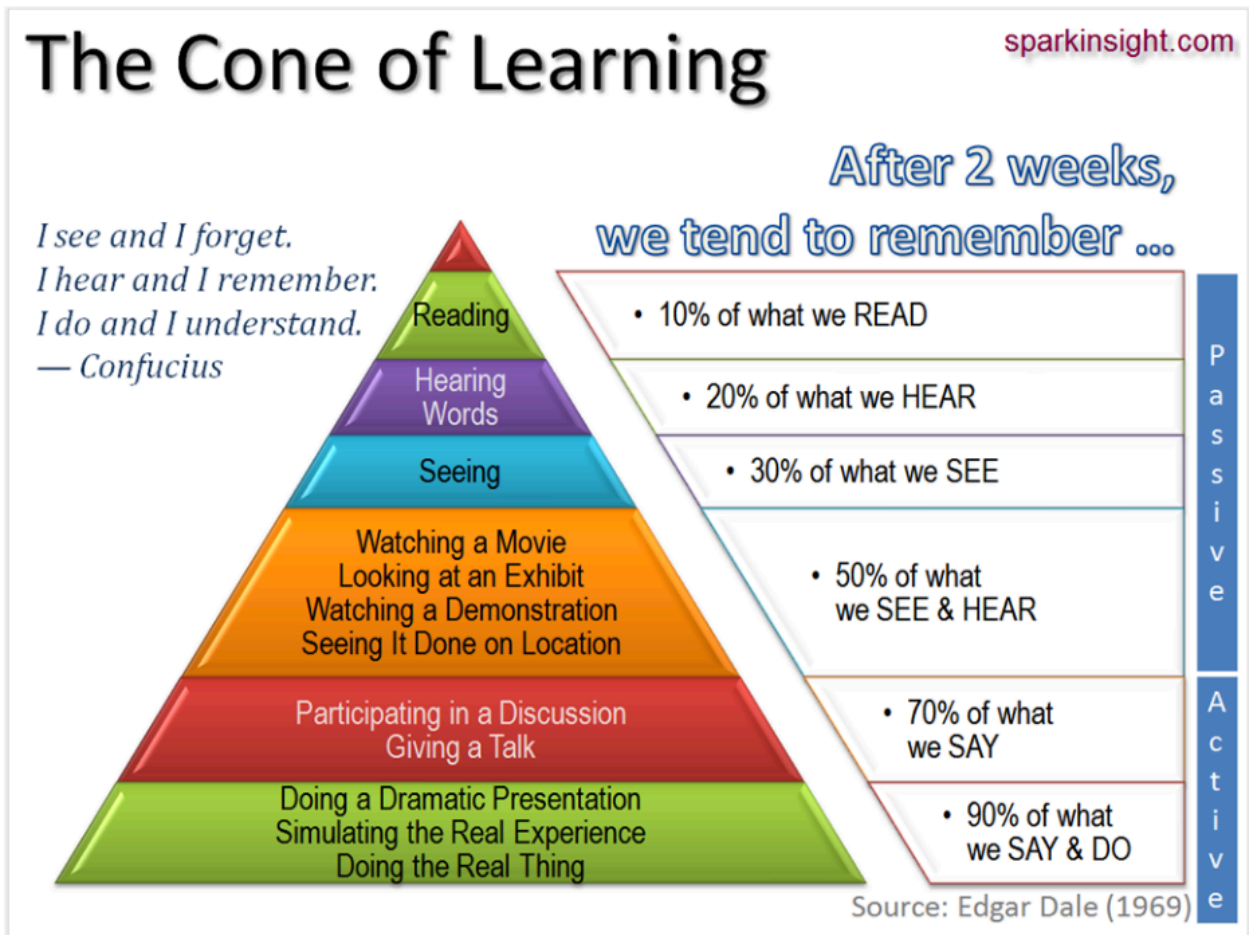 The Cone of Learning
sparkinsight.com
After 2 weeks,
we tend to remember ...
I see and I forget.
I hear and I remember.
I do and I understand.
— Confucius
Reading
• 10% of what we READ
Hearing
Words
• 20% of what we HEAR
Seeing
• 30% of what we SEE
Watching a Movie
Looking at an Exhibit
Watching a Demonstration
Seeing It Done on Location
• 50% of what
we SEE & HEAR
Participating in a Discussion
Giving a Talk
• 70% of what
we SAY
Doing a Dramatic Presentation
Simulating the Real Experience
Doing the Real Thing
• 90% of what
we SAY & DO
Passive
Active
Source: Edgar Dale (1969)